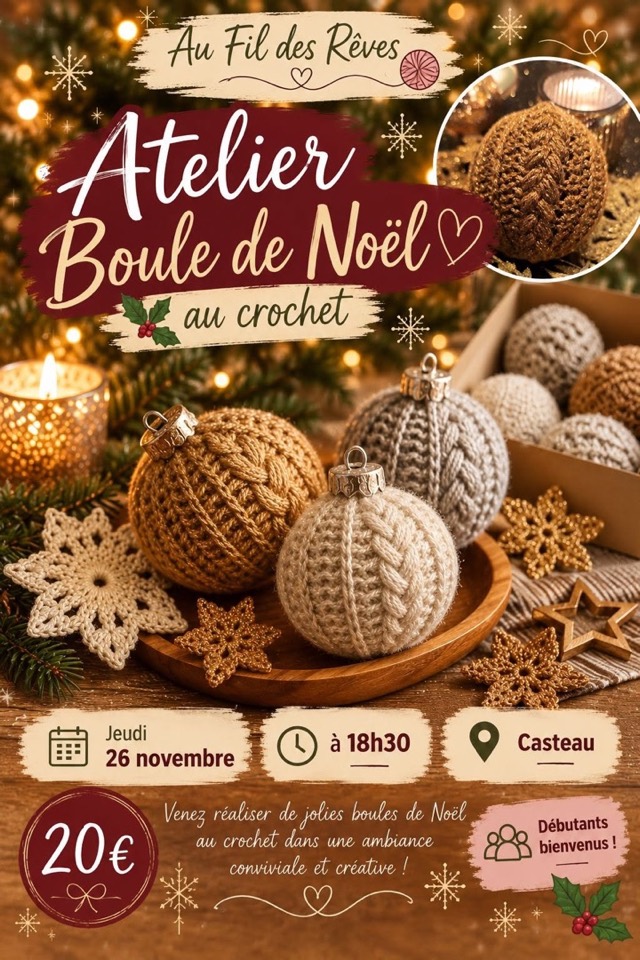 Au Fil des Rêves
Atelier
Boule de Noël
au crochet
Jeudi
26 novembre
à 18h30
Casteau
20€
Venez réaliser de jolies boules de Noël
au crochet dans une ambiance
conviviale et créative !
Débutants
bienvenus !